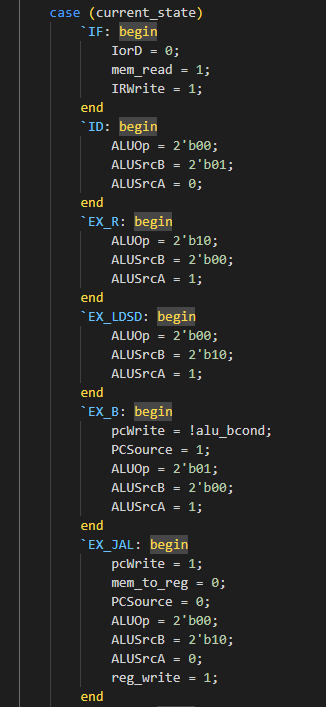 case (current_state)
`IF: begin
IorD = 0;
mem_read = 1;
IRWrite = 1;
end
`ID: begin
ALUOp = 2'b00;
ALUSrcB = 2'b01;
ALUSrcA = 0;
end
`EX_R: begin
ALUOp = 2'b10;
ALUSrcB = 2'b00;
ALUSrcA = 1;
end
`EX_LDSD: begin
ALUOp = 2'b00;
ALUSrcB = 2'b10;
ALUSrcA = 1;
end
`EX_B: begin
pcWrite = !alu_bcond;
PCSource = 1;
ALUOp = 2'b01;
ALUSrcB = 2'b00;
ALUSrcA = 1;
end
`EX_JAL: begin
pcWrite = 1;
mem_to_reg = 0;
PCSource = 0;
ALUOp = 2'b00;
ALUSrcB = 2'b10;
ALUSrcA = 0;
reg_write = 1;
end